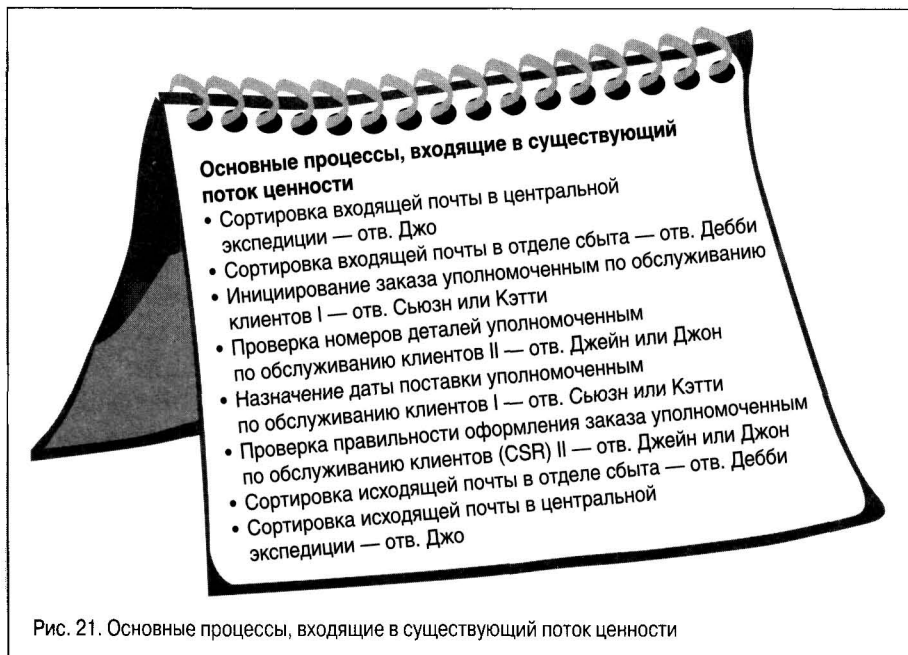 Основные процессы, входящие в существующий
поток ценности
• Сортировка входящей почты в центральной
экспедиции — отв. Джо
• Сортировка входящей почты в отделе сбыта — отв. Дебби
• Инициирование заказа уполномоченным по обслуживанию
клиентов I — отв. Сьюзн или Кэтти
• Проверка номеров деталей уполномоченным
по обслуживанию клиентов II — отв. Джейн или Джон
• Назначение даты поставки уполномоченным
по обслуживанию клиентов I — отв. Сьюзн или Кэтти
• Проверка правильности оформления заказа уполномоченным
по обслуживанию клиентов (CSR) II — отв. Джейн или Джон
• Сортировка исходящей почты в отделе сбыта — отв. Дебби
• Сортировка исходящей почты в центральной
экспедиции — отв. Джо
Рис. 21. Основные процессы, входящие в существующий поток ценности